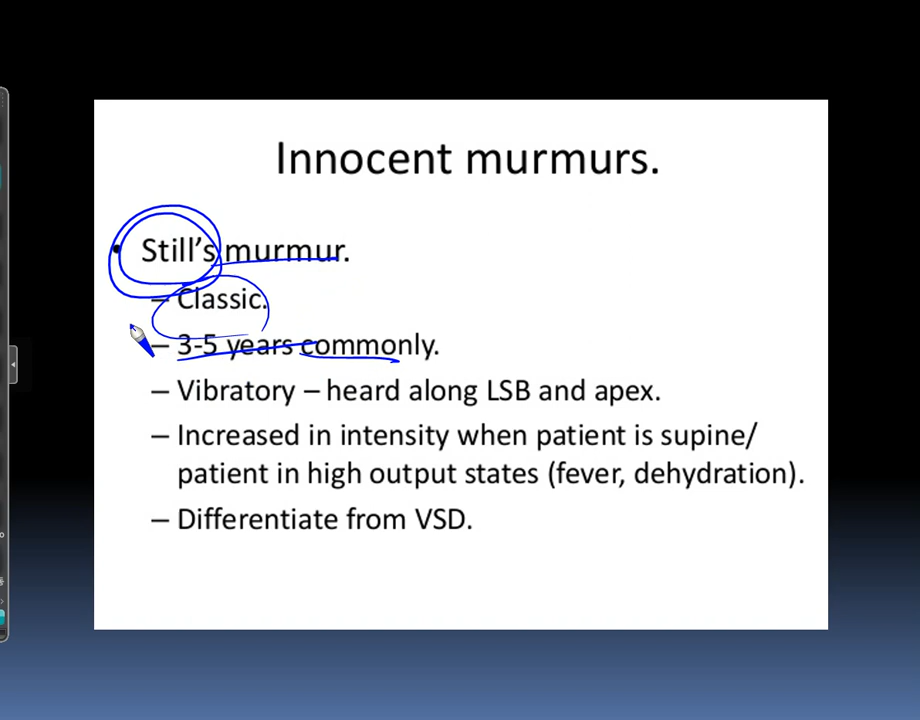 Innocent murmurs.
• Still's murmur.
– Classic.
– 3-5 years commonly.
– Vibratory – heard along LSB and apex.
– Increased in intensity when patient is supine/
patient in high output states (fever, dehydration).
– Differentiate from VSD.